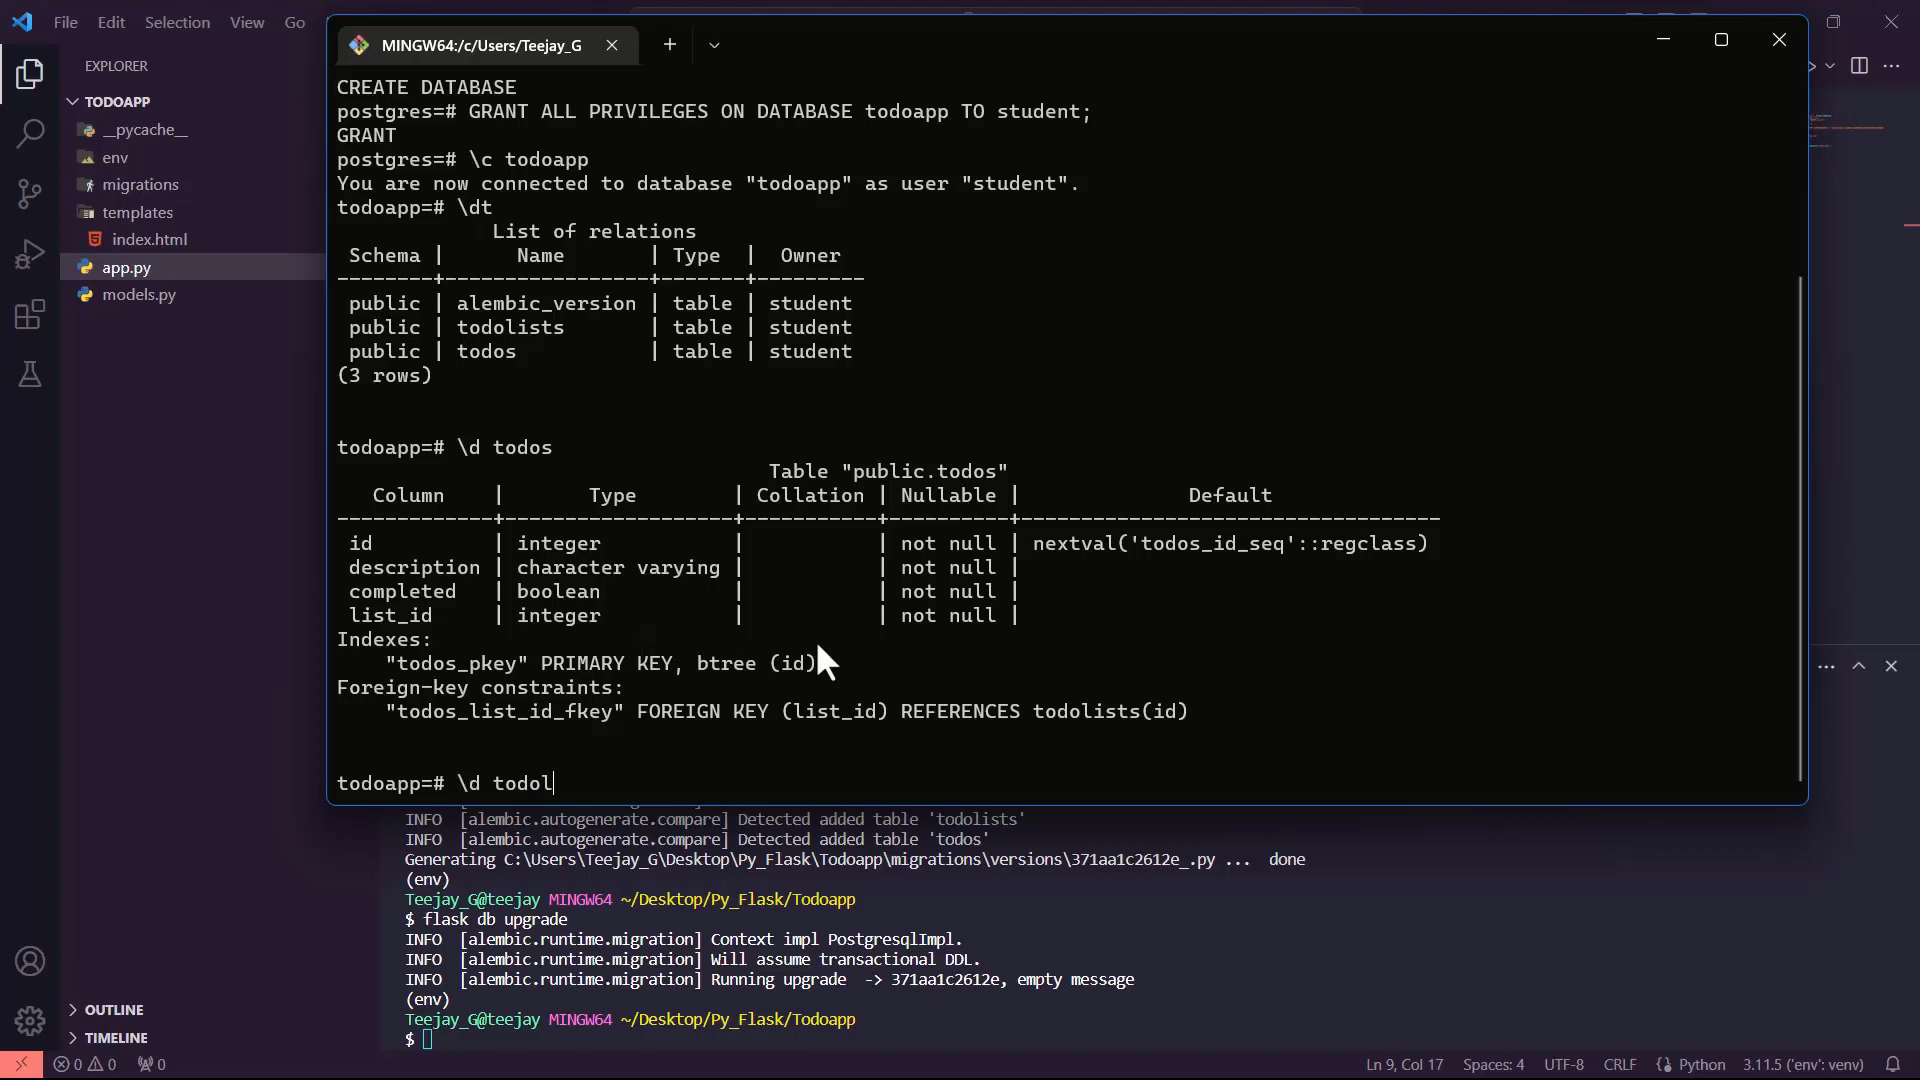 File Edit Selection View Go
MINGW64:/c/Users/Teejay_G
EXPLORER
TODOAPP
__pycache__
env
migrations
templates
index.html
app.py
models.py
OUTLINE
TIMELINE
CREATE DATABASE
postgres=# GRANT ALL PRIVILEGES ON DATABASE todoapp TO student;
GRANT
postgres=# \c todoapp
You are now connected to database "todoapp" as user "student".
todoapp=# \dt
List of relations
Schema | Name | Type | Owner
--------+-----------------+-------+---------
public | alembic_version | table | student
public | todolists | table | student
public | todos | table | student
(3 rows)
todoapp=# \d todos
Table "public.todos"
Column | Type | Collation | Nullable | Default
-------------+-------------------+-----------+----------+-----------------------------------
id | integer | | not null | nextval('todos_id_seq'::regclass)
description | character varying | | not null |
completed | boolean | | not null |
list_id | integer | | not null |
Indexes:
"todos_pkey" PRIMARY KEY, btree (id)
Foreign-key constraints:
"todos_list_id_fkey" FOREIGN KEY (list_id) REFERENCES todolists(id)
todoapp=# \d todol
INFO [alembic.autogenerate.compare] Detected added table 'todolists'
INFO [alembic.autogenerate.compare] Detected added table 'todos'
Generating C:\Users\Teejay_G\Desktop\Py_Flask\Todoapp\migrations\versions\371aa1c2612e_.py ... done
(env)
Teejay_G@teejay MINGW64 ~/Desktop/Py_Flask/Todoapp
$ flask db upgrade
INFO [alembic.runtime.migration] Context impl PostgresqlImpl.
INFO [alembic.runtime.migration] Will assume transactional DDL.
INFO [alembic.runtime.migration] Running upgrade -> 371aa1c2612e, empty message
(env)
Teejay_G@teejay MINGW64 ~/Desktop/Py_Flask/Todoapp
$
0 0 0 Ln 9, Col 17 Spaces: 4 UTF-8 CRLF Python 3.11.5 ('env': venv)